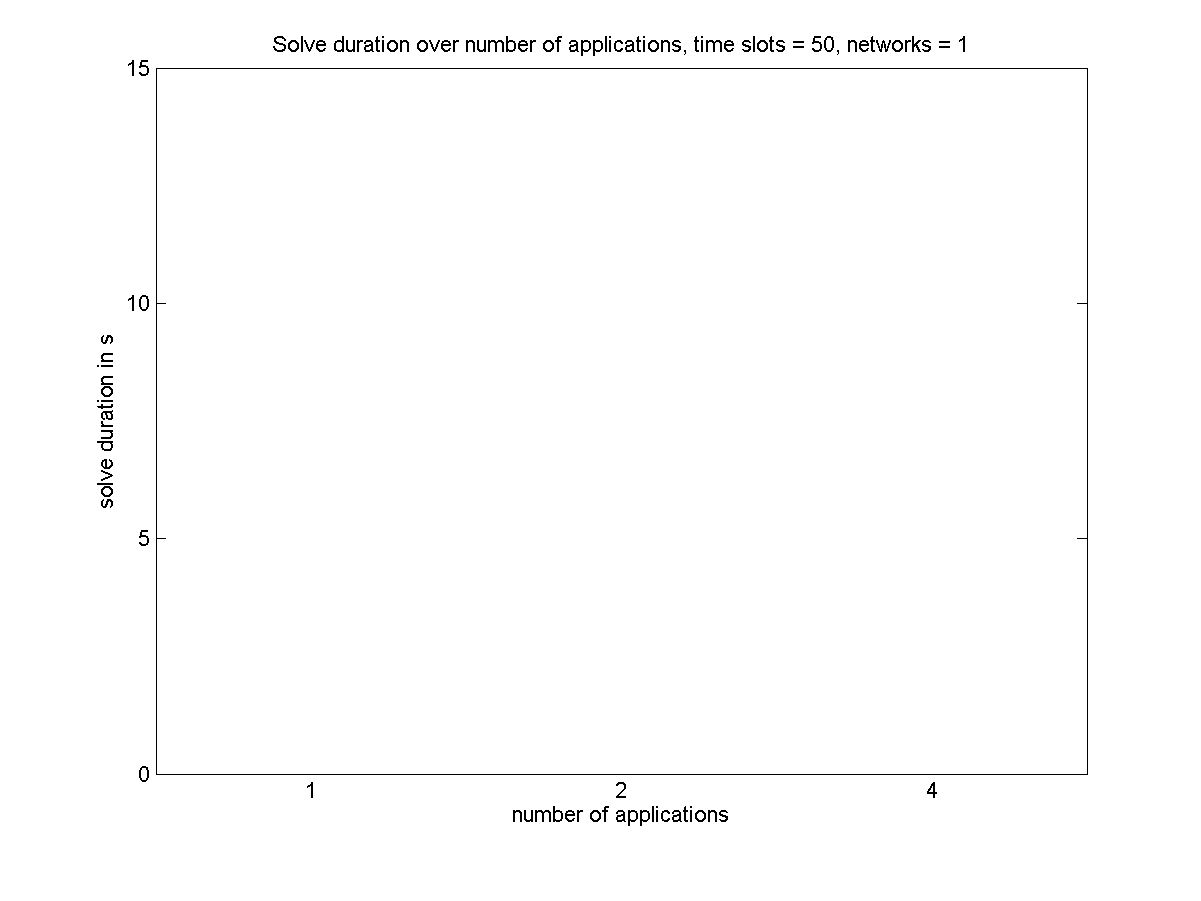 Solve duration over number of applications, time slots = 50, networks = 1
15
10
5
0
solve duration in s
1 2 4
number of applications